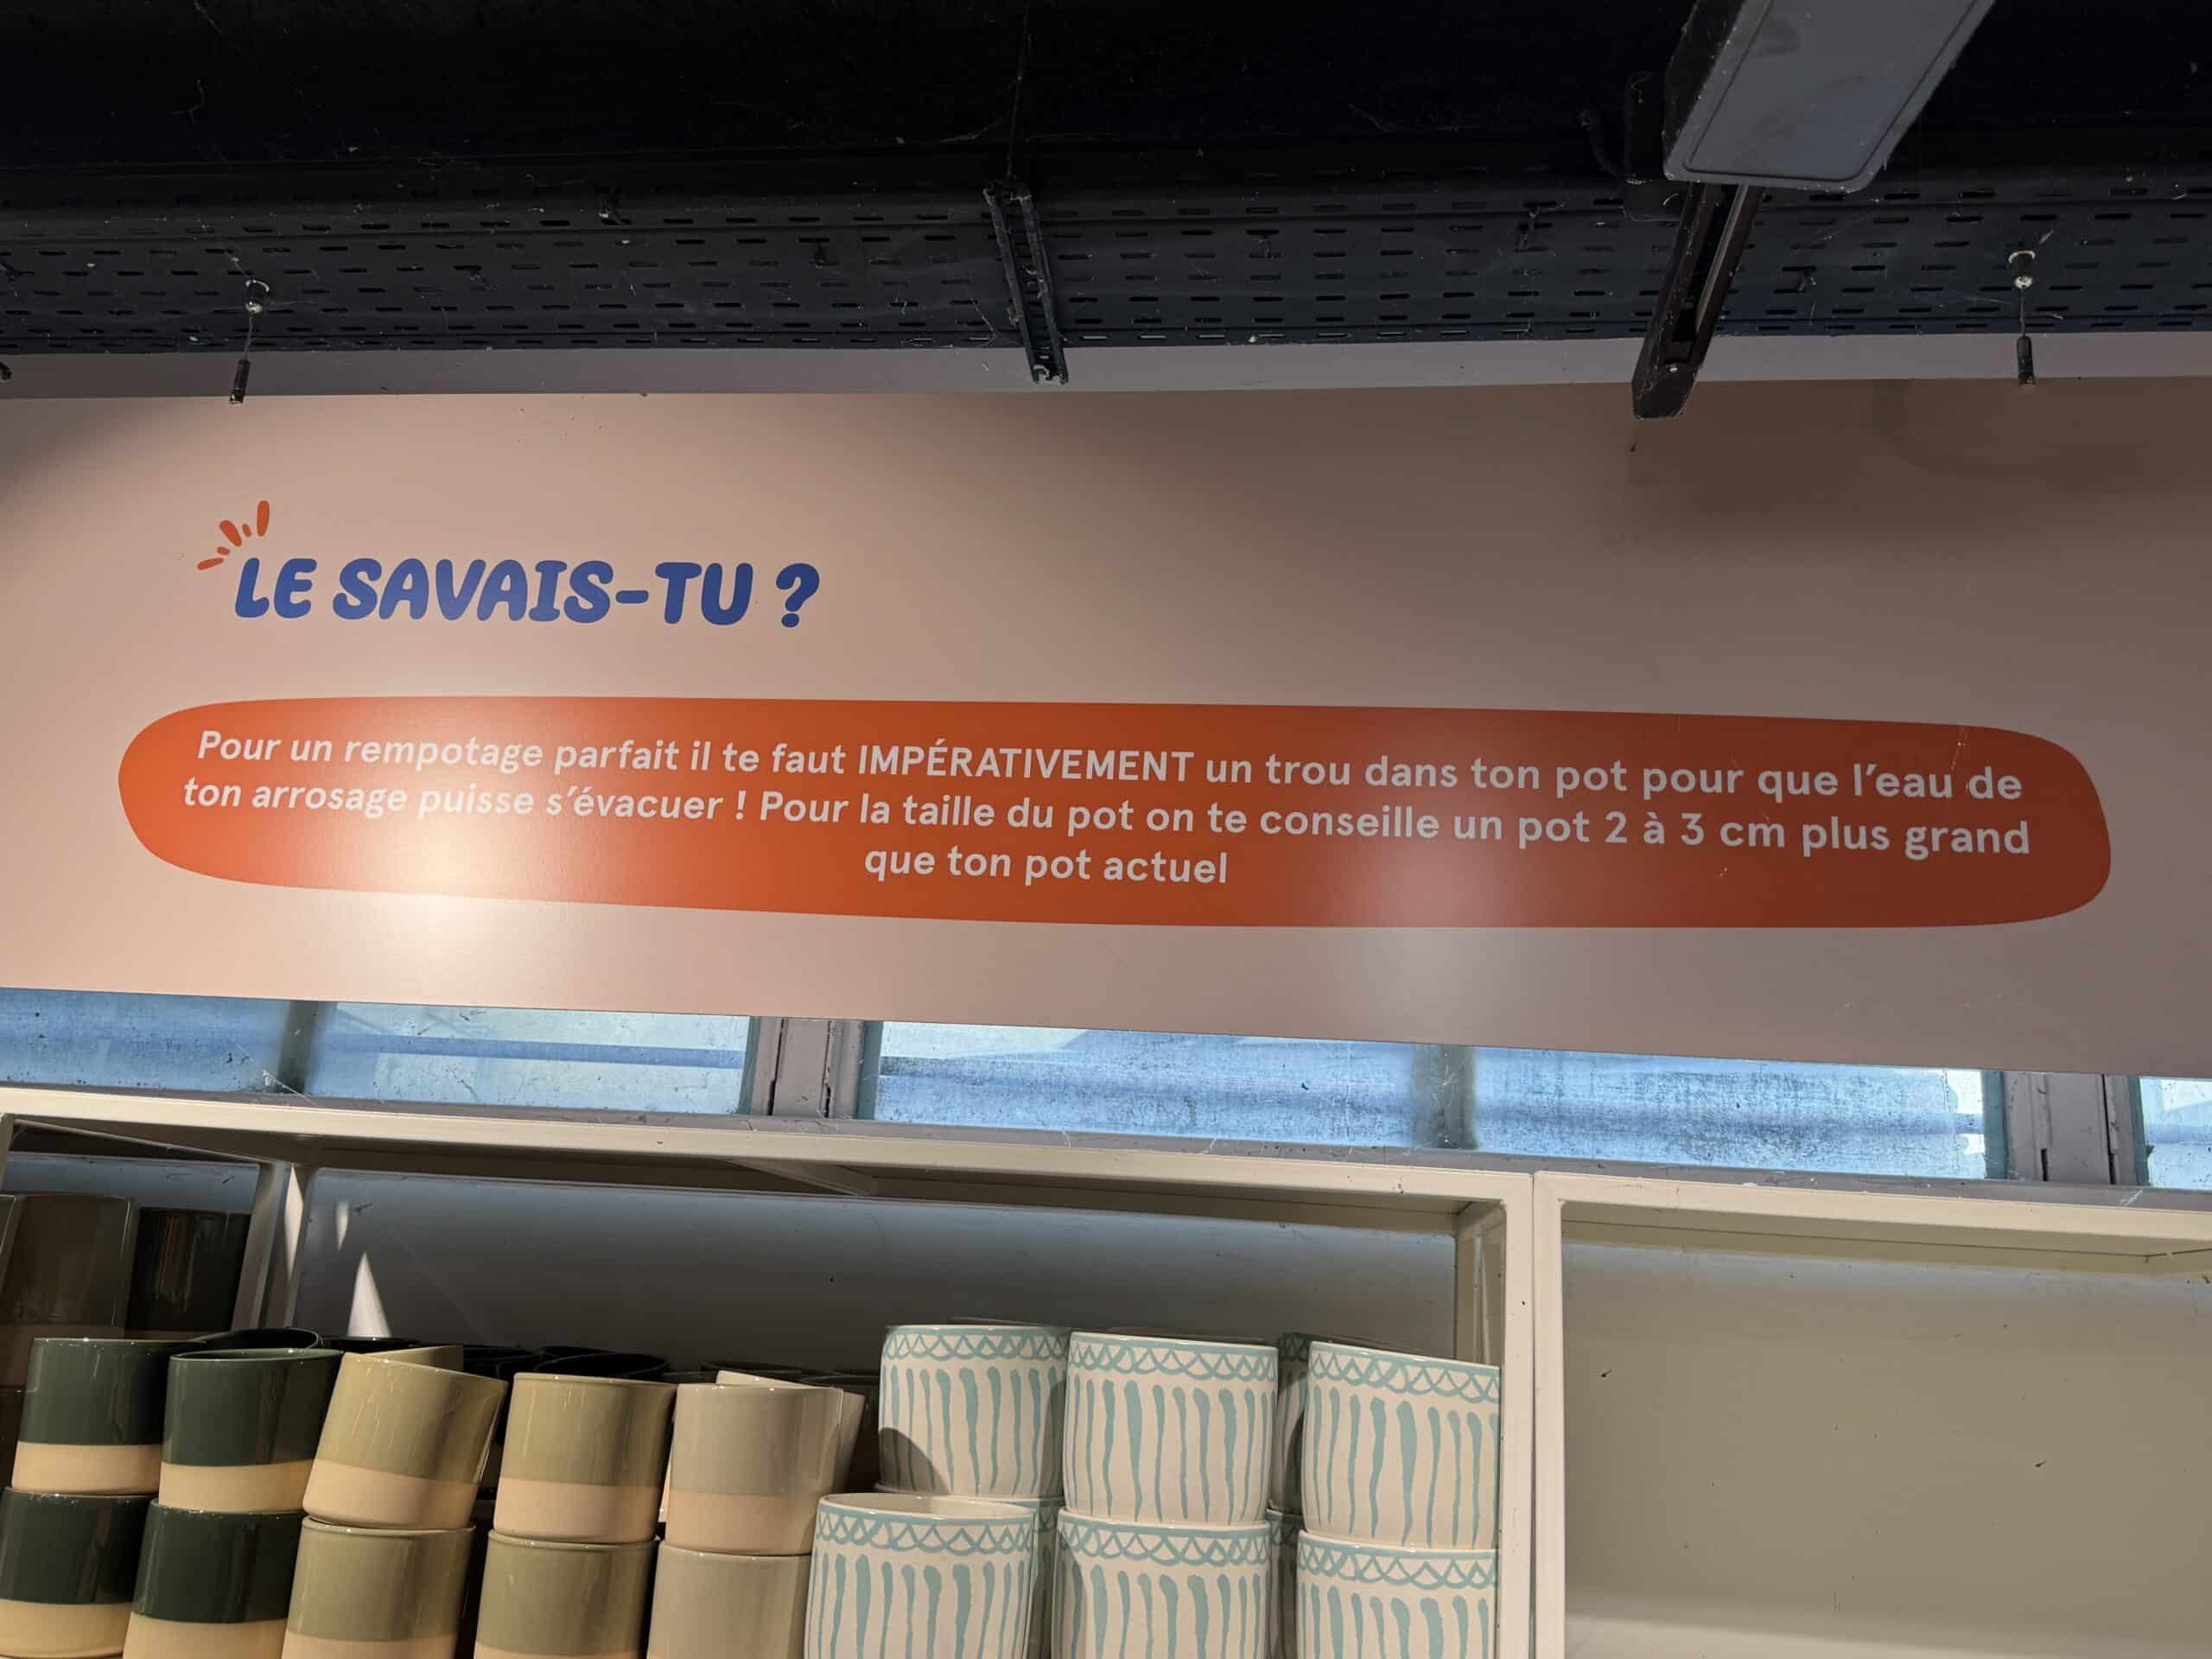 LE SAVAIS-TU ?
Pour un rempotage parfait il te faut IMPÉRATIVEMENT un trou dans ton pot pour que l'eau de
ton arrosage puisse s'évacuer ! Pour la taille du pot on te conseille un pot 2 à 3 cm plus grand
que ton pot actuel